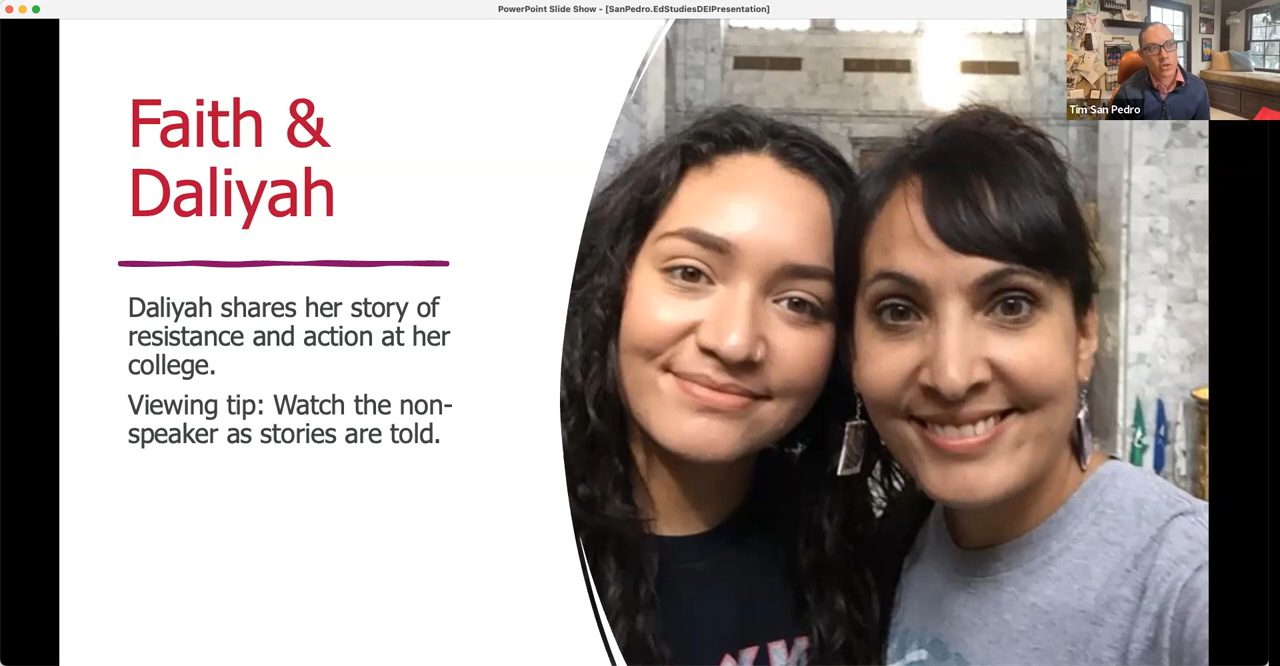 PowerPoint Slide Show - [SanPedro.EdStudiesDEIPresentation]
Tim San Pedro
Faith &
Daliyah
Daliyah shares her story of
resistance and action at her
college.
Viewing tip: Watch the non-
speaker as stories are told.